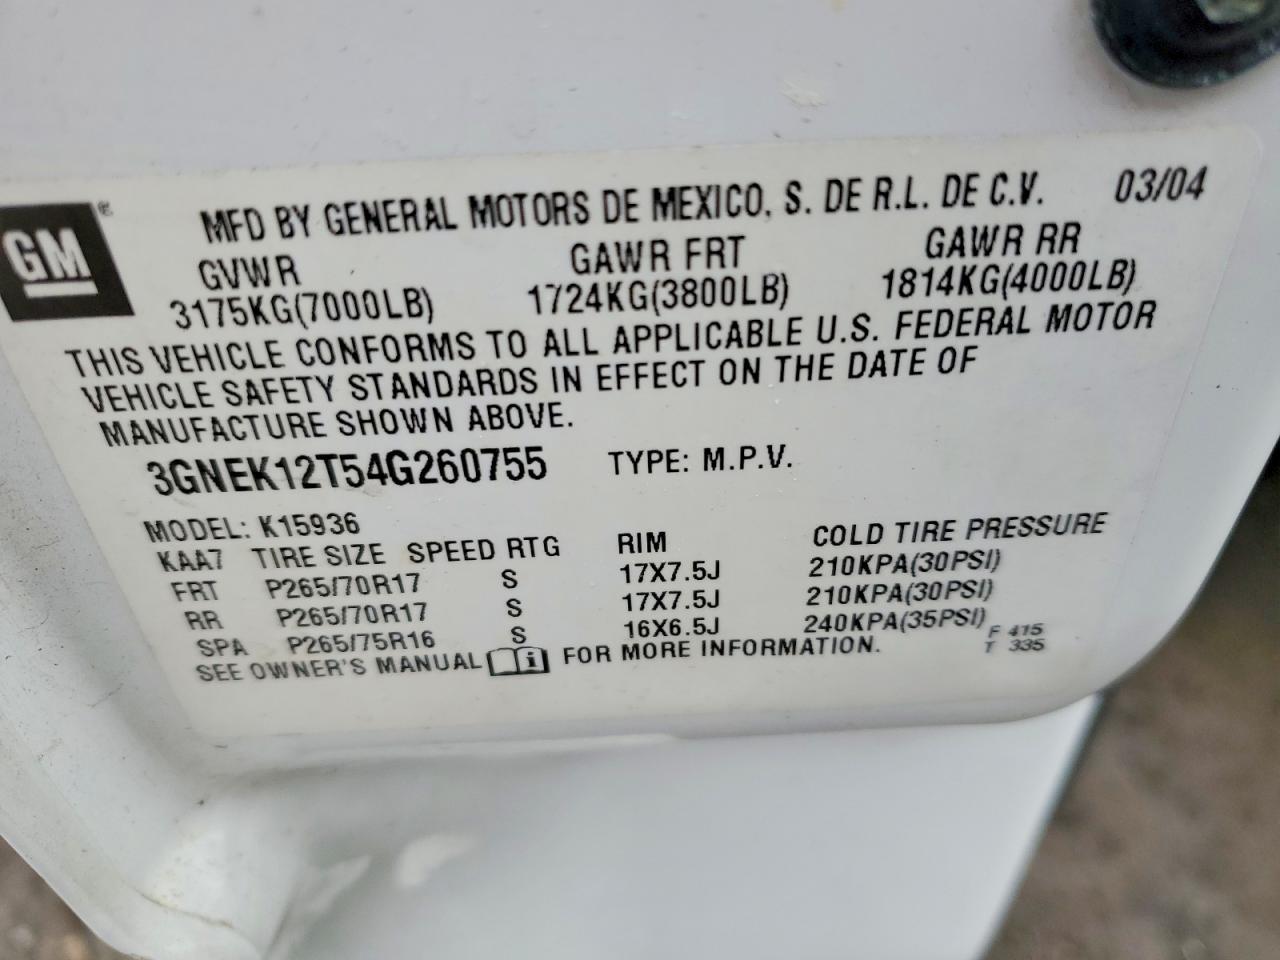 GM®
MFD BY GENERAL MOTORS DE MEXICO, S. DE R.L. DE C.V. 03/04
GVWR GAWR FRT GAWR RR
3175KG(7000LB) 1724KG(3800LB) 1814KG(4000LB)
THIS VEHICLE CONFORMS TO ALL APPLICABLE U.S. FEDERAL MOTOR
VEHICLE SAFETY STANDARDS IN EFFECT ON THE DATE OF
MANUFACTURE SHOWN ABOVE.
3GNEK12T54G260755 TYPE: M.P.V.
MODEL: K15936
KAA7 TIRE SIZE SPEED RTG RIM COLD TIRE PRESSURE
FRT P265/70R17 S 17X7.5J 210KPA(30PSI)
RR P265/70R17 S 17X7.5J 210KPA(30PSI)
SPA P265/75R16 S 16X6.5J 240KPA(35PSI)
SEE OWNER'S MANUAL i FOR MORE INFORMATION.
F 415
T 335